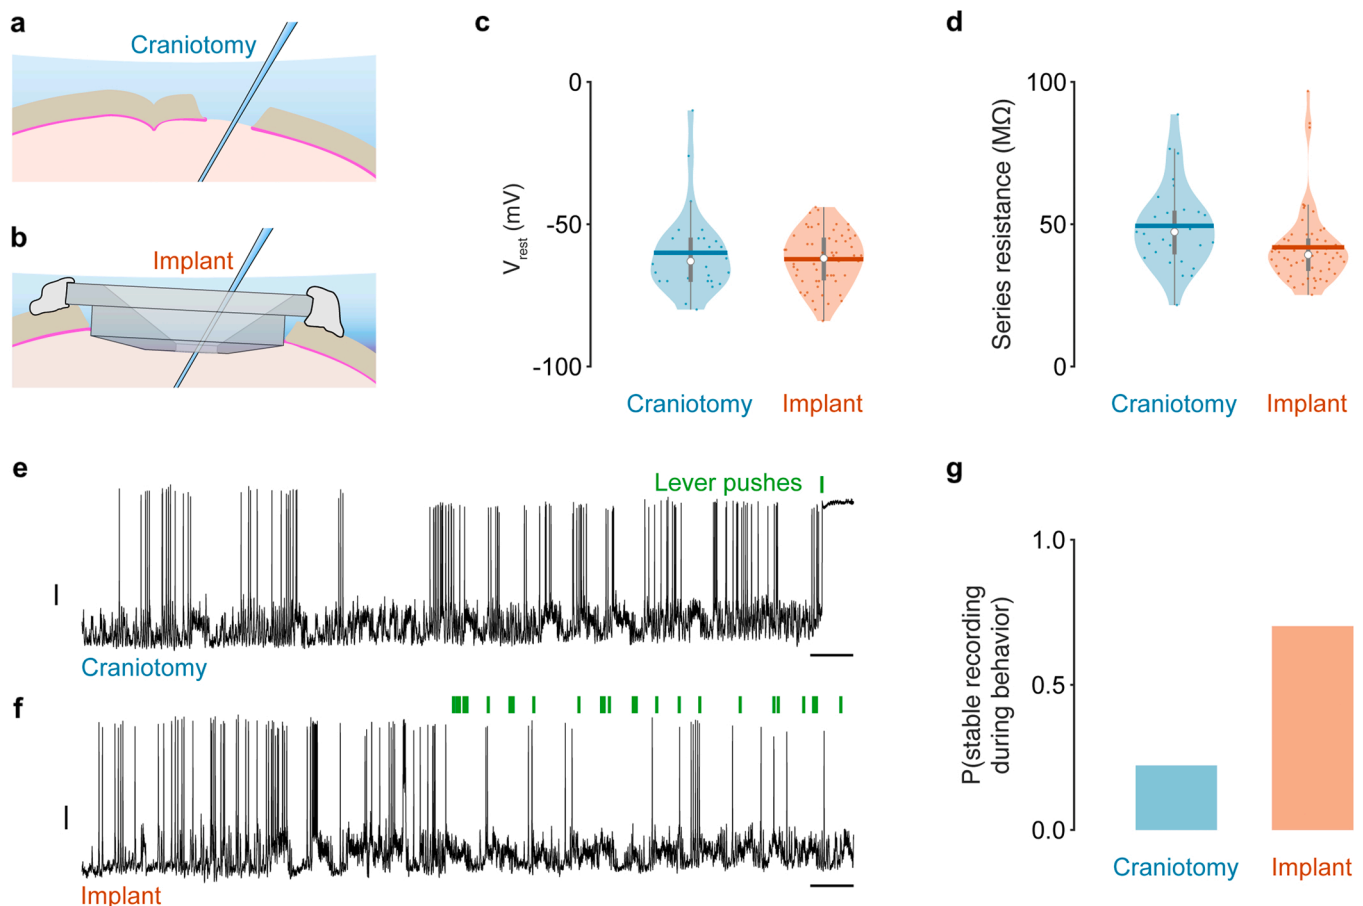 a
Craniotomy
b
Implant
c
0
-50
-100
V_rest (mV)
Craniotomy
Implant
d
100
50
0
Series resistance (MΩ)
Craniotomy
Implant
e
Lever pushes
Craniotomy
f
Implant
g
1.0
0.5
0.0
P(stable recording
during behavior)
Craniotomy
Implant